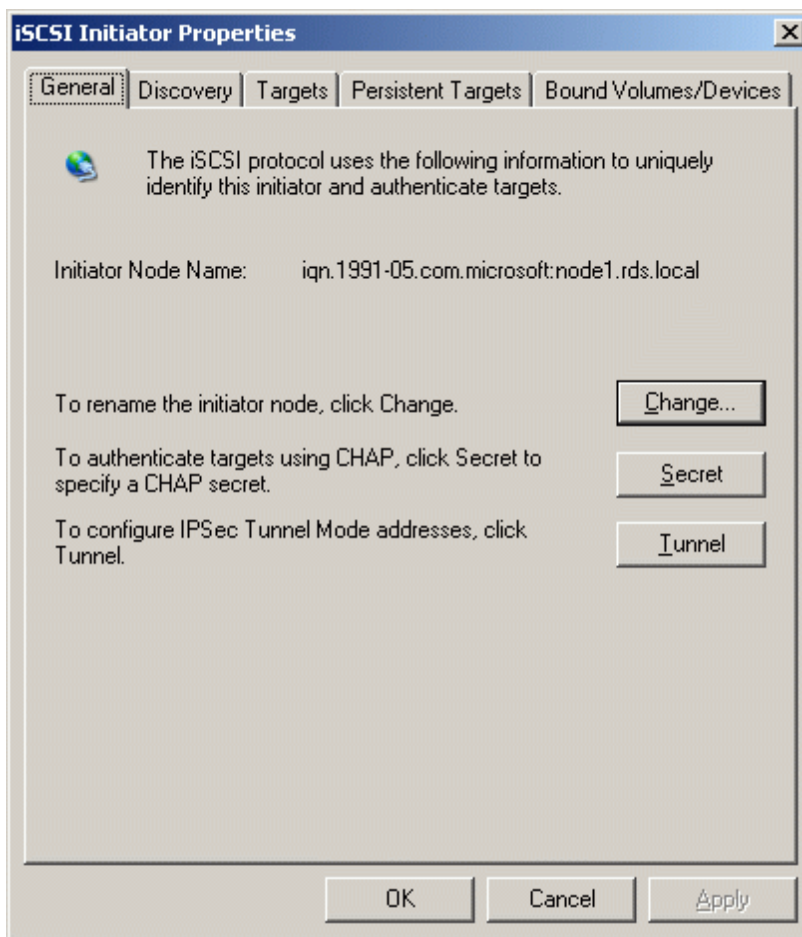 iSCSI Initiator Properties
General Discovery Targets Persistent Targets Bound Volumes/Devices
The iSCSI protocol uses the following information to uniquely
identify this initiator and authenticate targets.
Initiator Node Name: iqn.1991-05.com.microsoft:node1.rds.local
To rename the initiator node, click Change.
Change...
To authenticate targets using CHAP, click Secret to
specify a CHAP secret.
Secret
To configure IPSec Tunnel Mode addresses, click
Tunnel.
Tunnel
OK Cancel Apply